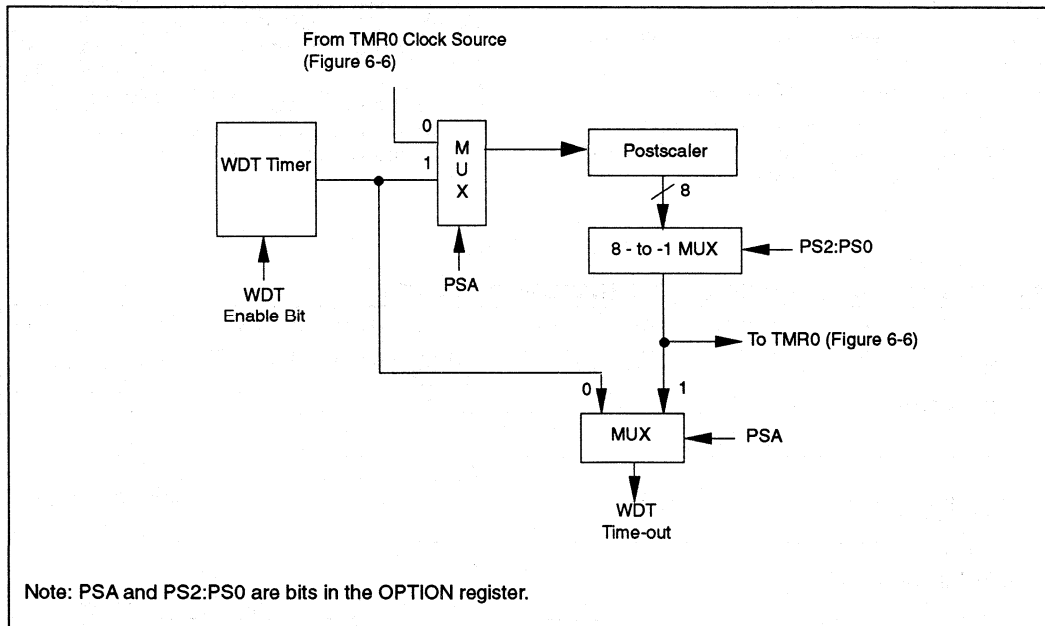 From TMR0 Clock Source
(Figure 6-6)
0
1
M
U
X
WDT Timer
Postscaler
8
8 - to -1 MUX
PS2:PS0
PSA
WDT
Enable Bit
To TMR0 (Figure 6-6)
0
1
MUX
PSA
WDT
Time-out
Note: PSA and PS2:PS0 are bits in the OPTION register.